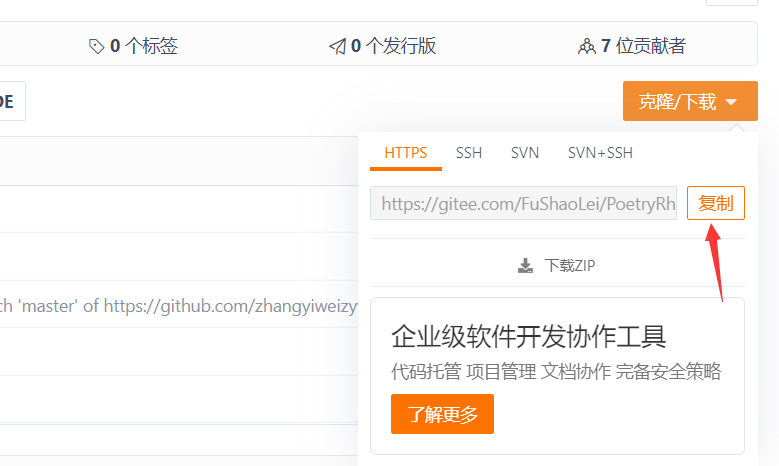 0 个标签
0 个发行版
7 位贡献者
DE
克隆/下载
HTTPS
SSH
SVN
SVN+SSH
https://gitee.com/FuShaoLei/PoetryRh
复制
下载ZIP
ch 'master' of https://github.com/zhangyiweizy
企业级软件开发协作工具
代码托管 项目管理 文档协作 完备安全策略
了解更多